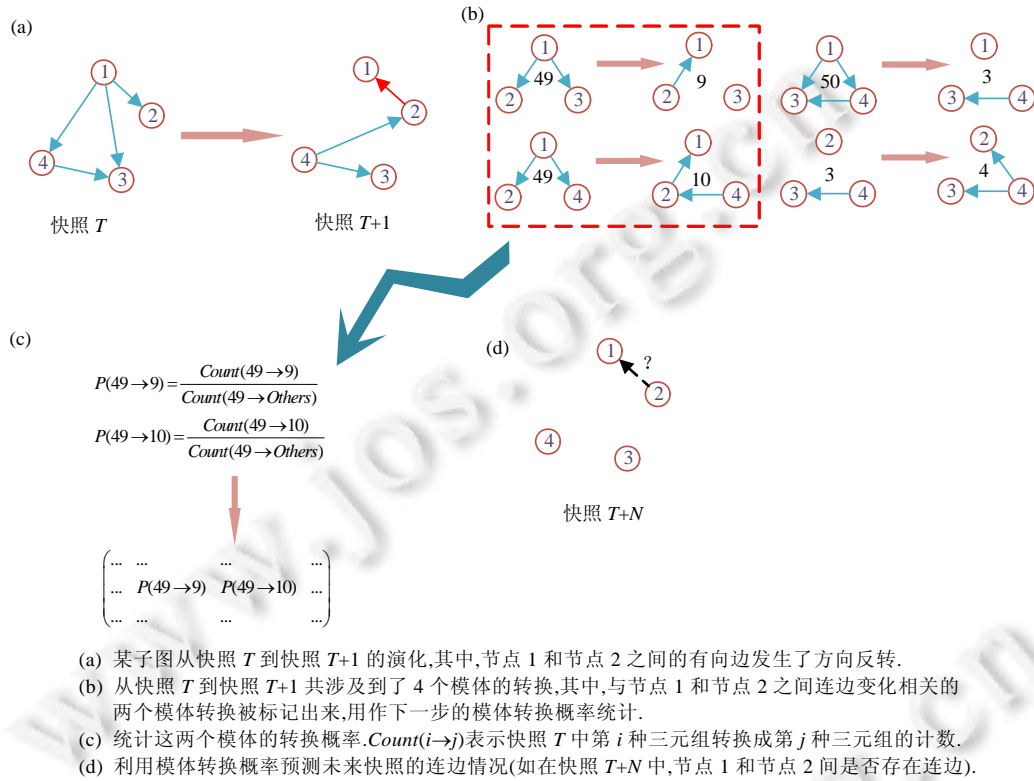 (a)
1
2
4
3
快照 T
1
2
4
3
快照 T+1
(b)
1
49
2 3
1
2 9 3
1
50
3 4
1
3
3 4
1
49
2 4
1
10
2 4
2
3
3 4
2
4
3 4
(c)
P(49→9)=Count(49→9)/Count(49→Others)
P(49→10)=Count(49→10)/Count(49→Others)
... ... ... ...
... P(49→9) P(49→10) ...
... ... ... ...
(d)
1
?
2
4
3
快照 T+N
(a) 某子图从快照 T 到快照 T+1 的演化,其中,节点 1 和节点 2 之间的有向边发生了方向反转.
(b) 从快照 T 到快照 T+1 共涉及到了 4 个模体的转换,其中,与节点 1 和节点 2 之间连边变化相关的
两个模体转换被标记出来,用作下一步的模体转换概率统计.
(c) 统计这两个模体的转换概率.Count(i→j)表示快照 T 中第 i 种三元组转换成第 j 种三元组的计数.
(d) 利用模体转换概率预测未来快照的连边情况(如在快照 T+N 中,节点 1 和节点 2 间是否存在连边).
www.jos.org.cn